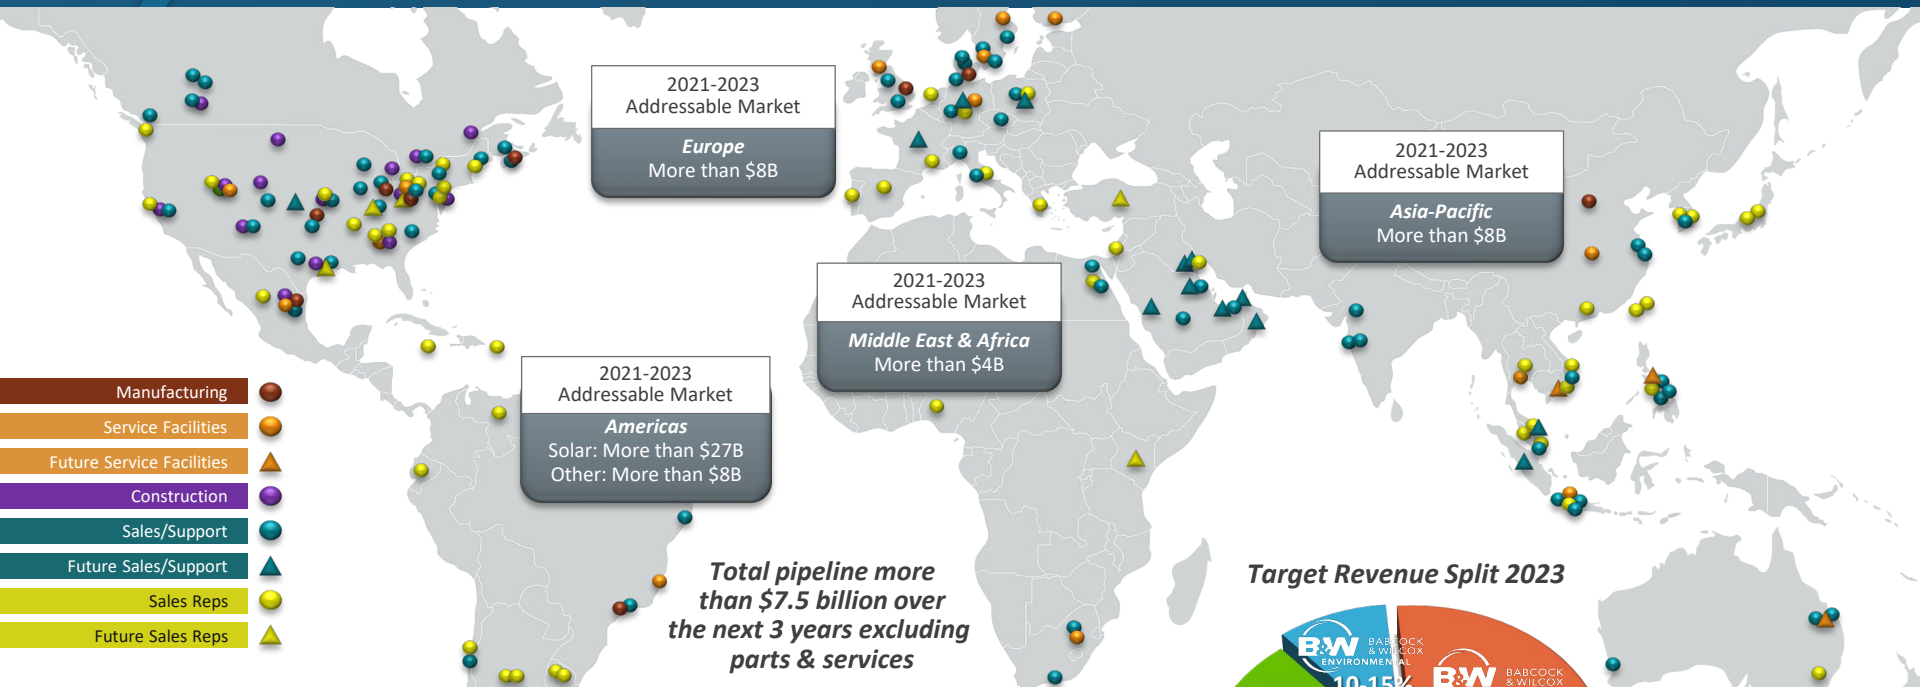 2021-2023
Addressable Market
Europe
More than $8B
2021-2023
Addressable Market
Asia-Pacific
More than $8B
2021-2023
Addressable Market
Middle East & Africa
More than $4B
2021-2023
Addressable Market
Americas
Solar: More than $27B
Other: More than $8B
Manufacturing
Service Facilities
Future Service Facilities
Construction
Sales/Support
Future Sales/Support
Sales Reps
Future Sales Reps
Total pipeline more
than $7.5 billion over
the next 3 years excluding
parts & services
Target Revenue Split 2023
B&W BABCOCK
& WILCOX
ENVIRONMENTAL
10-15%
B&W BABCOCK
& WILCOX